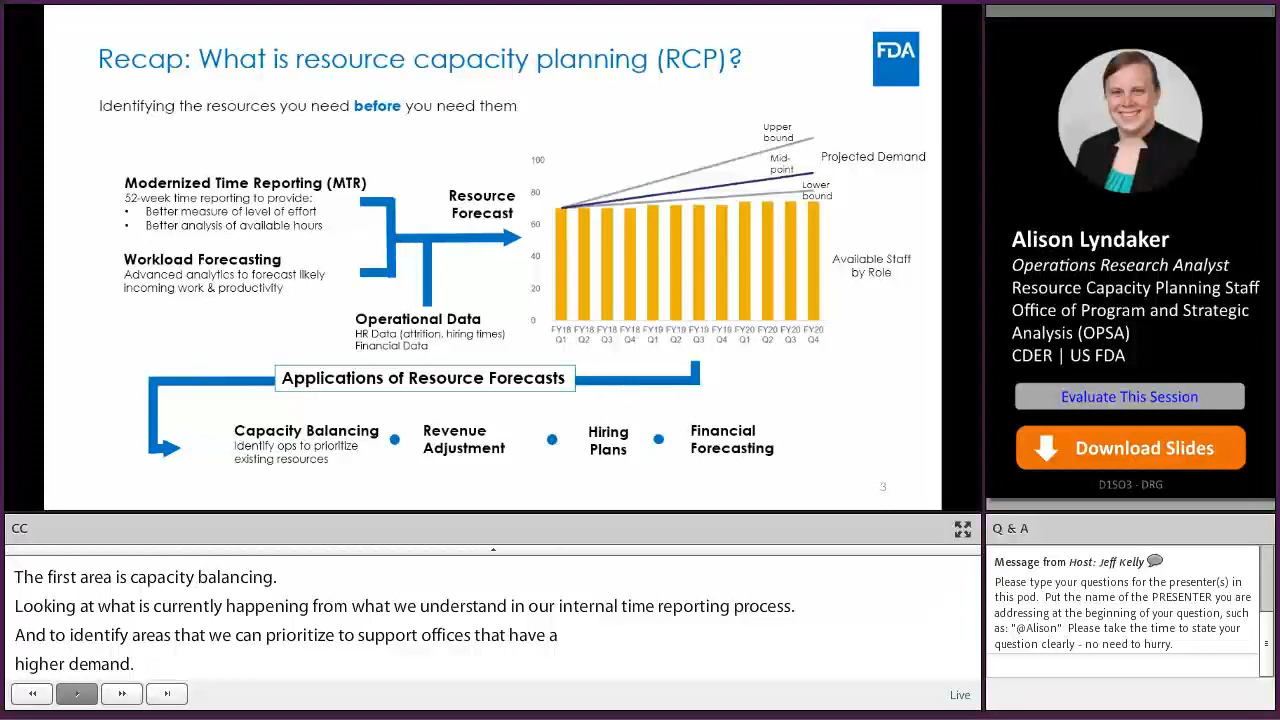 Recap: What is resource capacity planning (RCP)?
FDA
Identifying the resources you need before you need them
Modernized Time Reporting (MTR)
52-week time reporting to provide:
• Better measure of level of effort
• Better analysis of available hours
Workload Forecasting
Advanced analytics to forecast likely
incoming work & productivity
Resource
Forecast
Operational Data
HR Data (attrition, hiring times)
Financial Data
100
80
60
40
20
0
Upper
bound
Mid-
point
Lower
bound
Projected Demand
Available Staff
by Role
FY18 FY18 FY18 FY18 FY19 FY19 FY19 FY19 FY20 FY20 FY20 FY20
Q1 Q2 Q3 Q4 Q1 Q2 Q3 Q4 Q1 Q2 Q3 Q4
Applications of Resource Forecasts
Capacity Balancing
Identify ops to prioritize
existing resources
Revenue
Adjustment
Hiring
Plans
Financial
Forecasting
3
Alison Lyndaker
Operations Research Analyst
Resource Capacity Planning Staff
Office of Program and Strategic
Analysis (OPSA)
CDER | US FDA
Evaluate This Session
Download Slides
D1SO3 - DRG
CC
The first area is capacity balancing.
Looking at what is currently happening from what we understand in our internal time reporting process.
And to identify areas that we can prioritize to support offices that have a
higher demand.
Live
Q & A
Message from Host: Jeff Kelly
Please type your questions for the presenter(s) in
this pod. Put the name of the PRESENTER you are
addressing at the beginning of your question, such
as: "@Alison" Please take the time to state your
question clearly - no need to hurry.